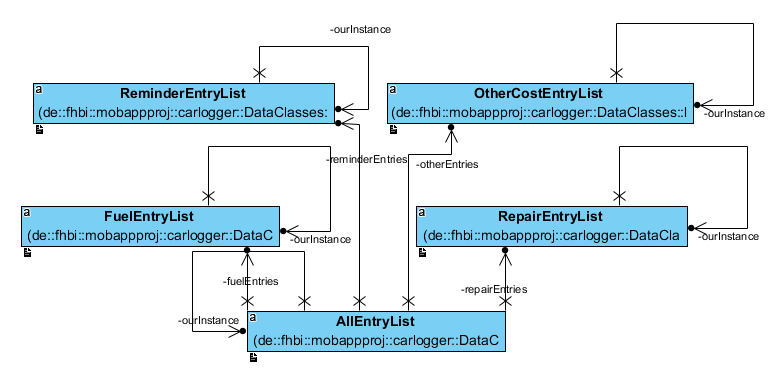 -ourInstance
a
ReminderEntryList
(de::fhbi::mobappproj::carlogger::DataClasses:
a
OtherCostEntryList
(de::fhbi::mobappproj::carlogger::DataClasses::l
-ourInstance
-reminderEntries
-otherEntries
a
FuelEntryList
(de::fhbi::mobappproj::carlogger::DataC
-ourInstance
a
RepairEntryList
(de::fhbi::mobappproj::carlogger::DataCla
-ourInstance
-fuelEntries
-repairEntries
-ourInstance
a
AllEntryList
(de::fhbi::mobappproj::carlogger::DataC